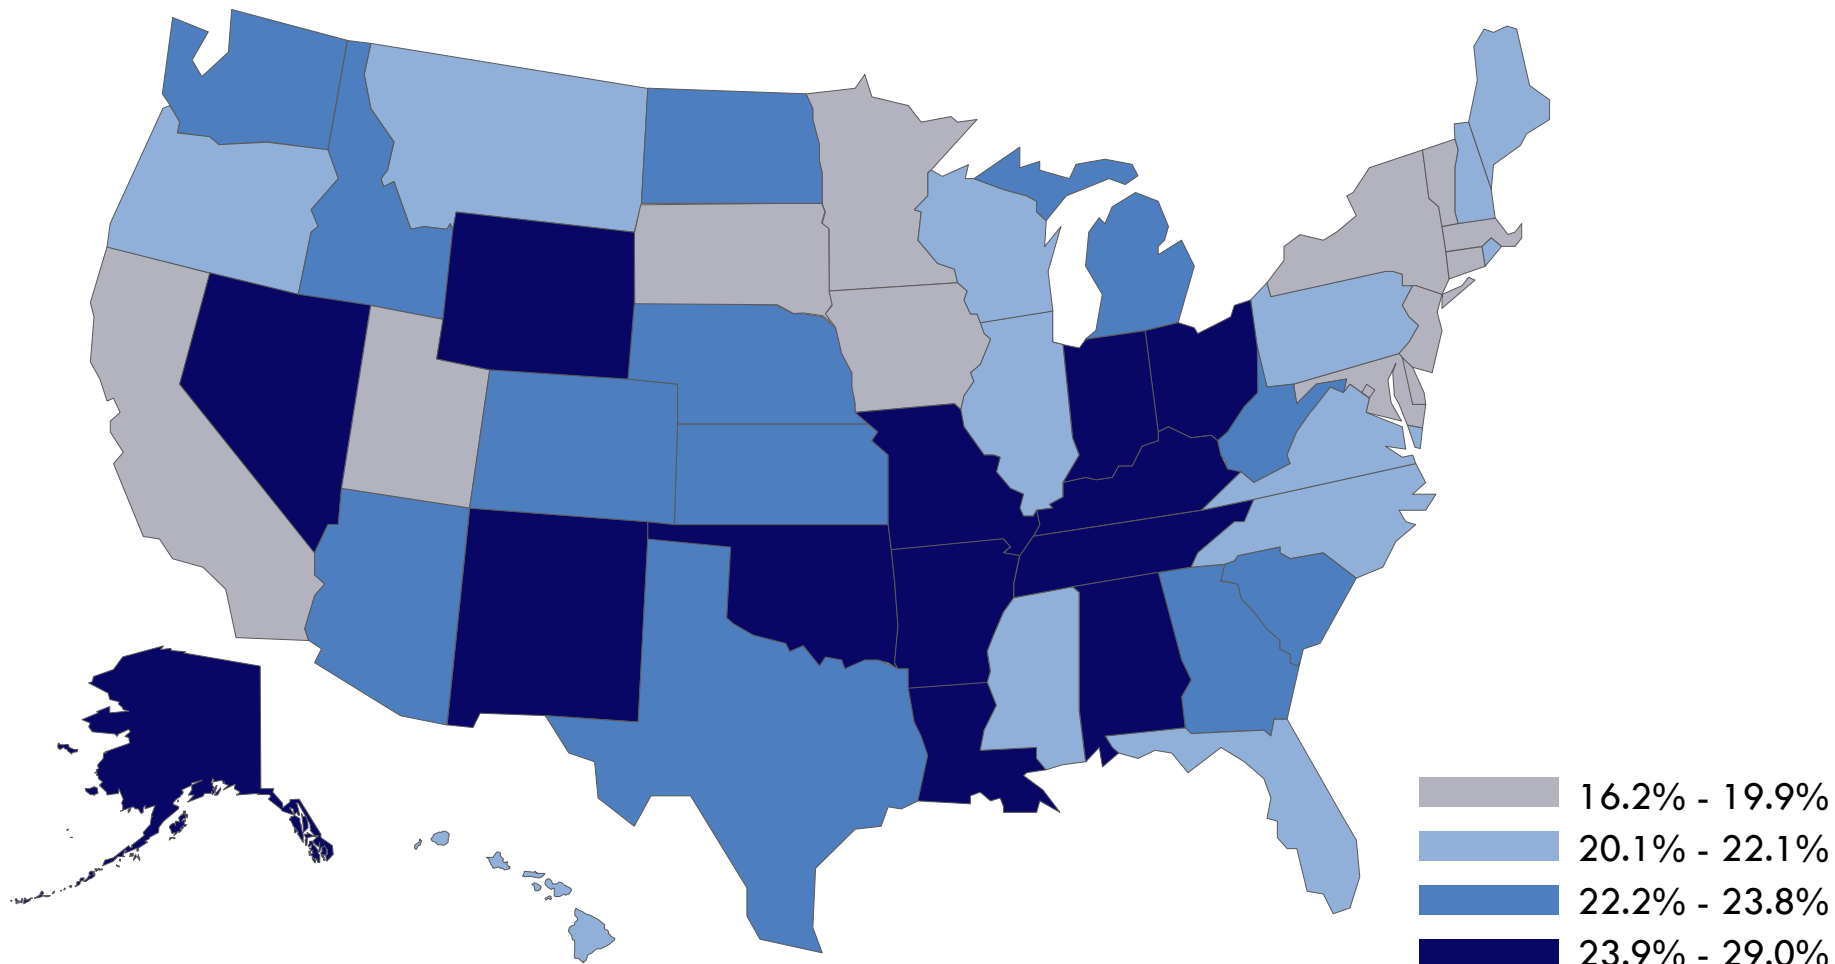 16.2% - 19.9%
20.1% - 22.1%
22.2% - 23.8%
23.9% - 29.0%